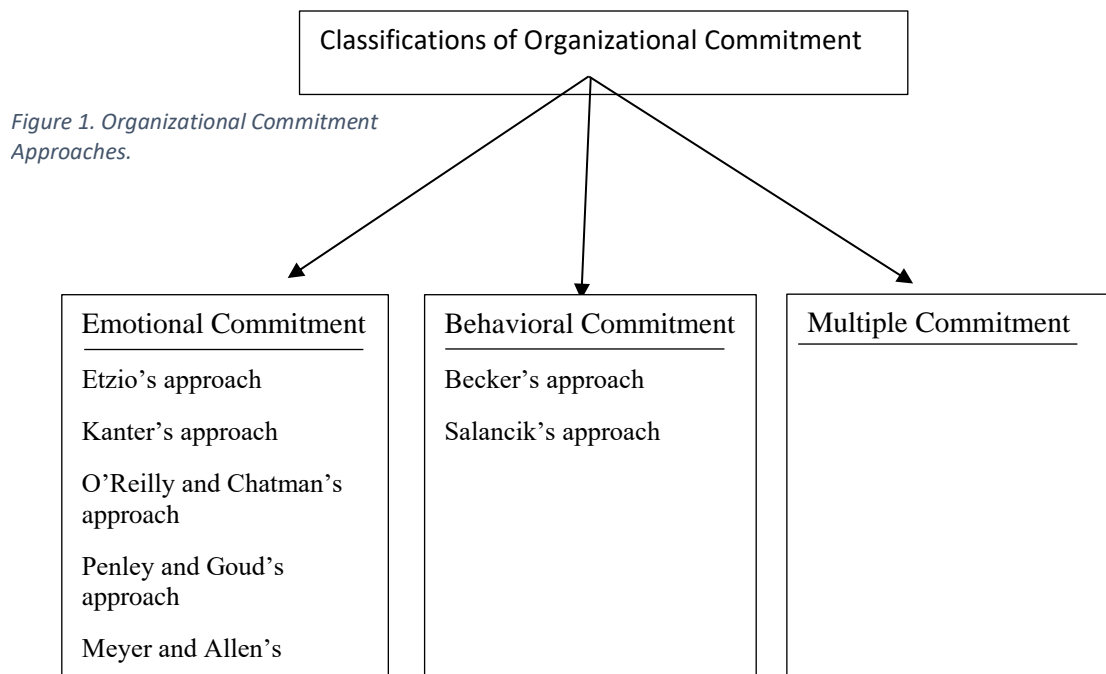 Classifications of Organizational Commitment
Figure 1. Organizational Commitment
Approaches.
Emotional Commitment
Etzio’s approach
Kanter’s approach
O’Reilly and Chatman’s
approach
Penley and Goud’s
approach
Meyer and Allen’s
Behavioral Commitment
Becker’s approach
Salancik’s approach
Multiple Commitment